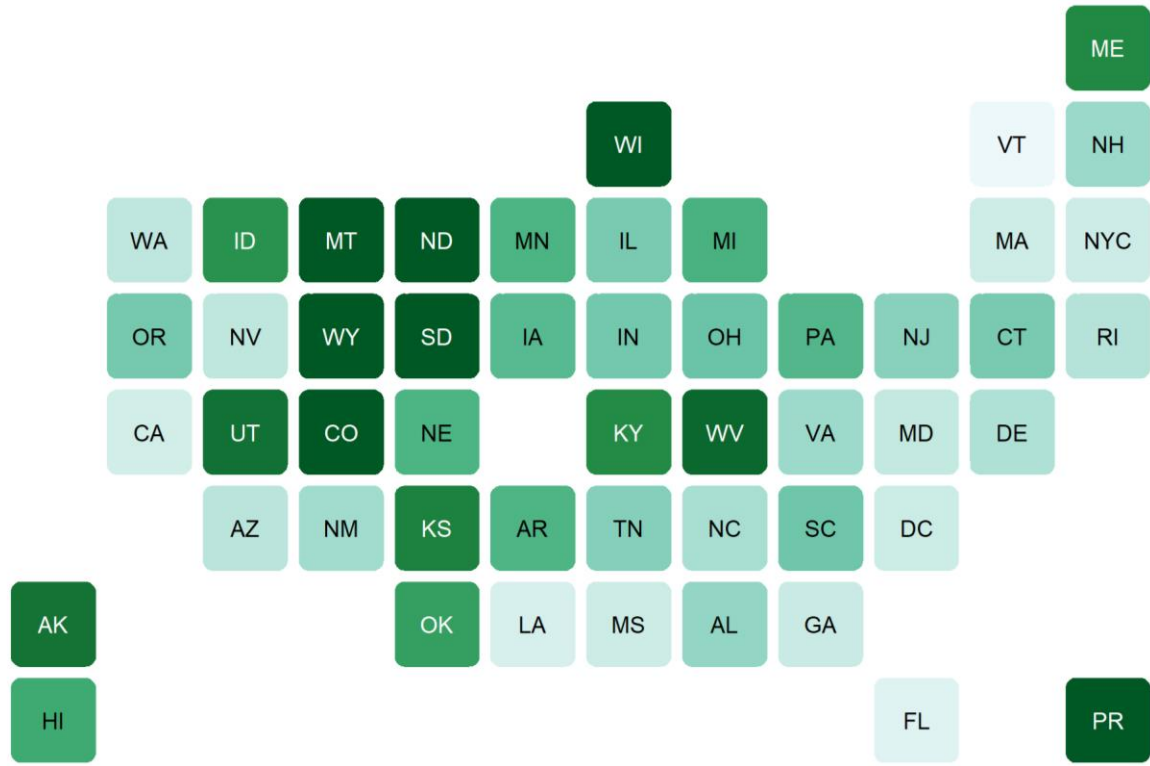 ME
WI VT NH
WA ID MT ND MN IL MI MA NYC
OR NV WY SD IA IN OH PA NJ CT RI
CA UT CO NE KY WV VA MD DE
AZ NM KS AR TN NC SC DC
AK OK LA MS AL GA
HI FL PR